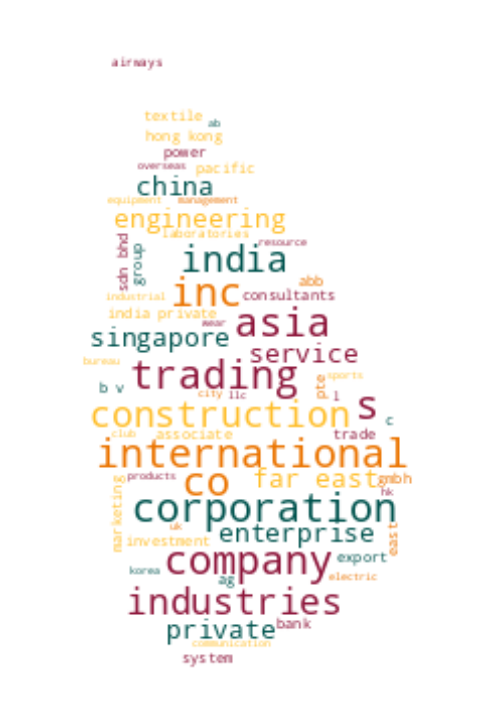 airways
textile
ab
hong kong
power
overseas pacific
china
equipment management
engineering
laboratories
resource
sdn bhd
group
india
abb
industrial
inc
consultants
india private
wear
asia
singapore
service
bureau
trading
pte
sports
b v
city
llc
l
construction
s
c
club
associate
trade
international
products
co
far east
gmbh
hk
marketing
corporation
uk
enterprise
east
investment
korea
company
export
ag
electric
industries
private
bank
communication
system